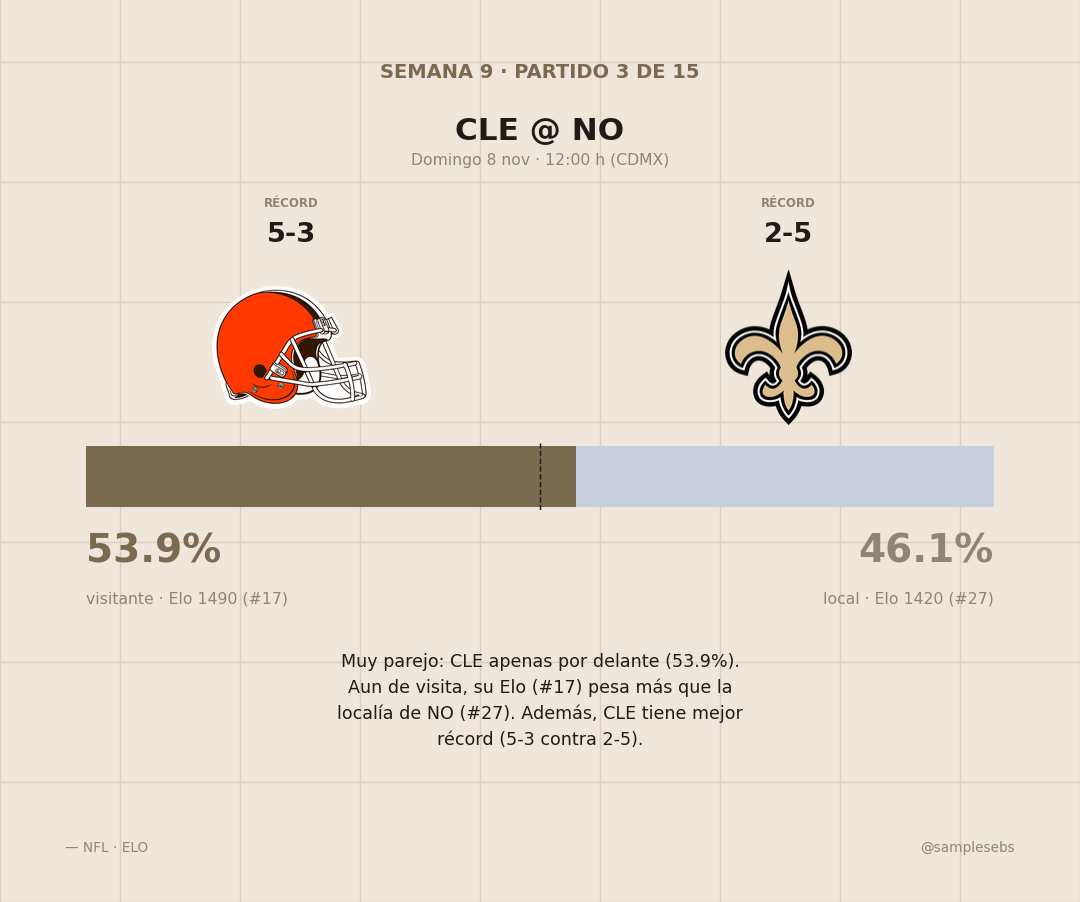 SEMANA 9 · PARTIDO 3 DE 15
CLE @ NO
Domingo 8 nov · 12:00 h (CDMX)
RÉCORD
5-3
RÉCORD
2-5
53.9%
46.1%
visitante · Elo 1490 (#17)
local · Elo 1420 (#27)
Muy parejo: CLE apenas por delante (53.9%).
Aun de visita, su Elo (#17) pesa más que la
localía de NO (#27). Además, CLE tiene mejor
récord (5-3 contra 2-5).
— NFL · ELO
@samplesebs